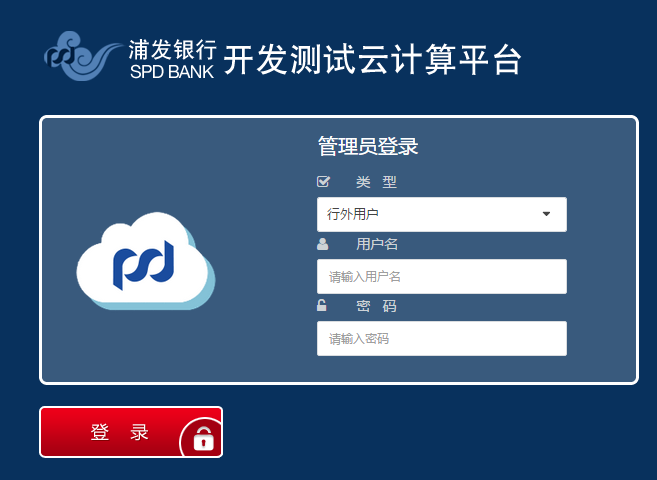 浦发银行
SPD BANK
开发测试云计算平台
管理员登录
类 型
行外用户
用户名
请输入用户名
密 码
请输入密码
登 录